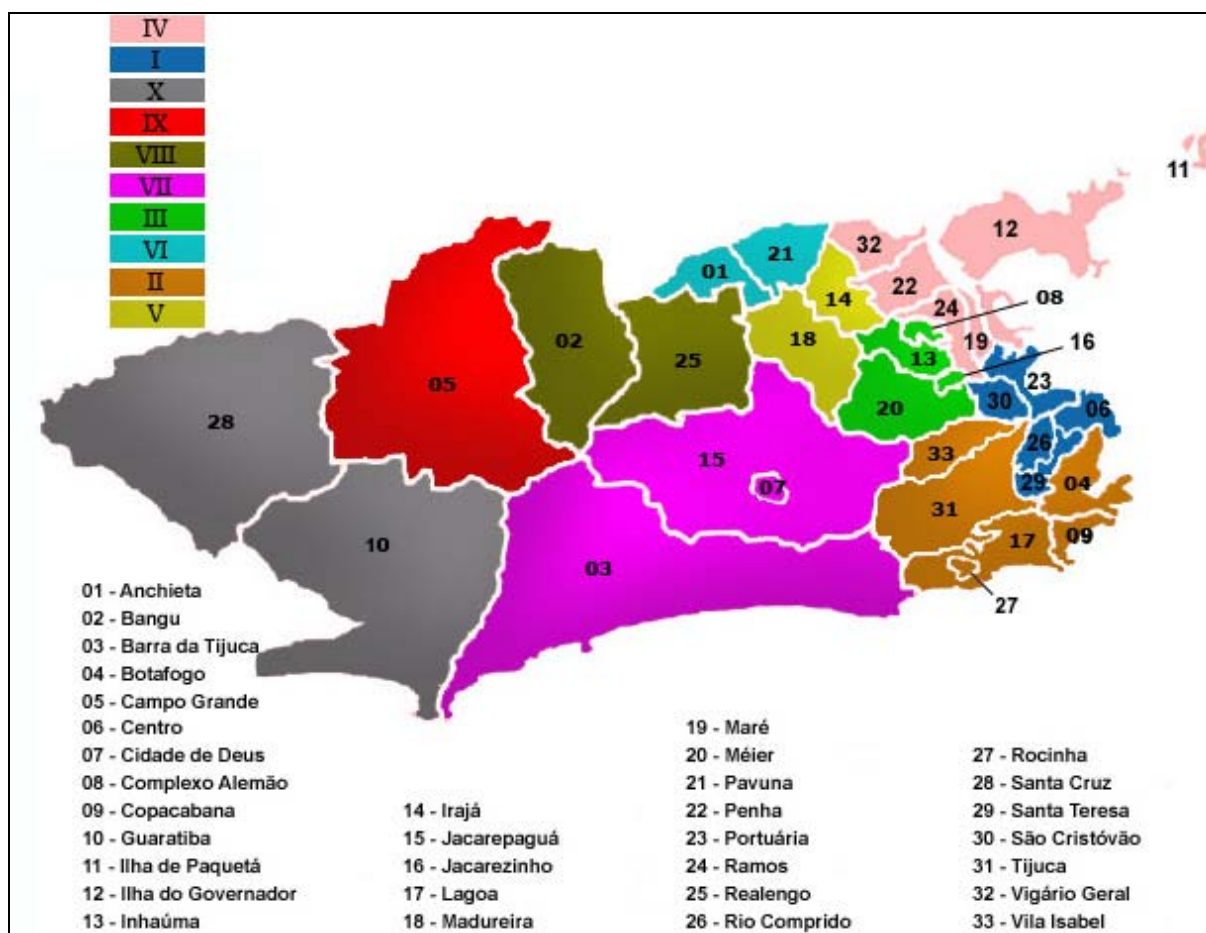 IV
I
X
IX
VIII
VII
III
VI
II
V
11
12
32
21
01
22
08
14
24
02
18
19
16
25
13
23
05
30
06
20
28
26
33
15
07
29
04
31
10
17
09
03
27
01 - Anchieta
02 - Bangu
03 - Barra da Tijuca
04 - Botafogo
05 - Campo Grande
06 - Centro
07 - Cidade de Deus
08 - Complexo Alemão
09 - Copacabana
10 - Guaratiba
11 - Ilha de Paquetá
12 - Ilha do Governador
13 - Inhaúma
14 - Irajá
15 - Jacarepaguá
16 - Jacarezinho
17 - Lagoa
18 - Madureira
19 - Maré
20 - Méier
21 - Pavuna
22 - Penha
23 - Portuária
24 - Ramos
25 - Realengo
26 - Rio Comprido
27 - Rocinha
28 - Santa Cruz
29 - Santa Teresa
30 - São Cristóvão
31 - Tijuca
32 - Vigário Geral
33 - Vila Isabel